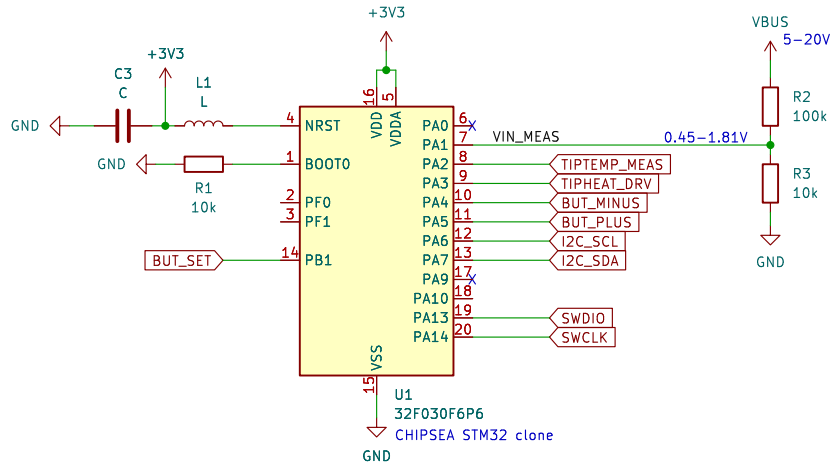 +3V3
VBUS
5-20V
+3V3
C3
C
L1
L
GND
16
5
VDD
VDDA
4
NRST
1
BOOT0
GND
R1
10k
2
PF0
3
PF1
14
PB1
BUT_SET
PA0
6
PA1
7
VIN_MEAS
0.45-1.81V
PA2
8
TIPTEMP_MEAS
PA3
9
TIPHEAT_DRV
PA4
10
BUT_MINUS
PA5
11
BUT_PLUS
PA6
12
I2C_SCL
PA7
13
I2C_SDA
PA9
17
PA10
18
PA13
19
SWDIO
PA14
20
SWCLK
R2
100k
R3
10k
GND
VSS
15
U1
32F030F6P6
CHIPSEA STM32 clone
GND